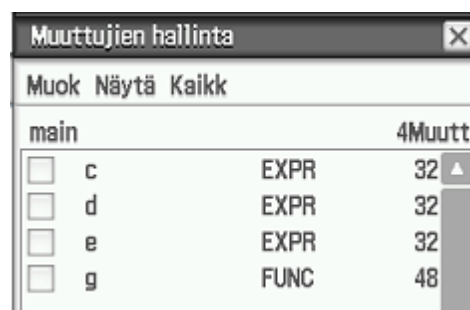 Muuttujien hallinta
Muok Näytä Kaikk
main 4Muutt
c EXPR 32
d EXPR 32
e EXPR 32
g FUNC 48